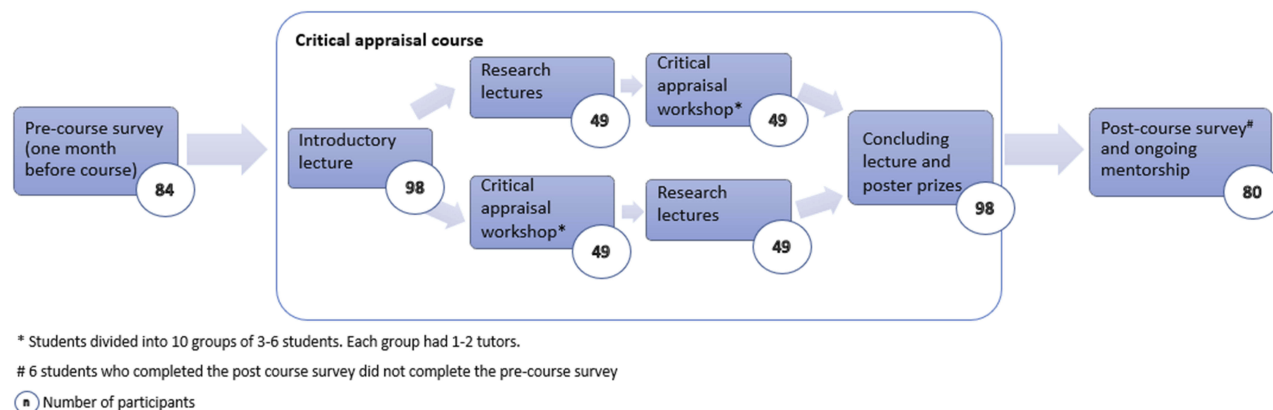 Critical appraisal course
Pre-course survey
(one month
before course)
84
Introductory
lecture
98
Research
lectures
49
Critical
appraisal
workshop*
49
Critical
appraisal
workshop*
49
Research
lectures
49
Concluding
lecture and
poster prizes
98
Post-course survey#
and ongoing
mentorship
80
* Students divided into 10 groups of 3-6 students. Each group had 1-2 tutors.
# 6 students who completed the post course survey did not complete the pre-course survey
n Number of participants